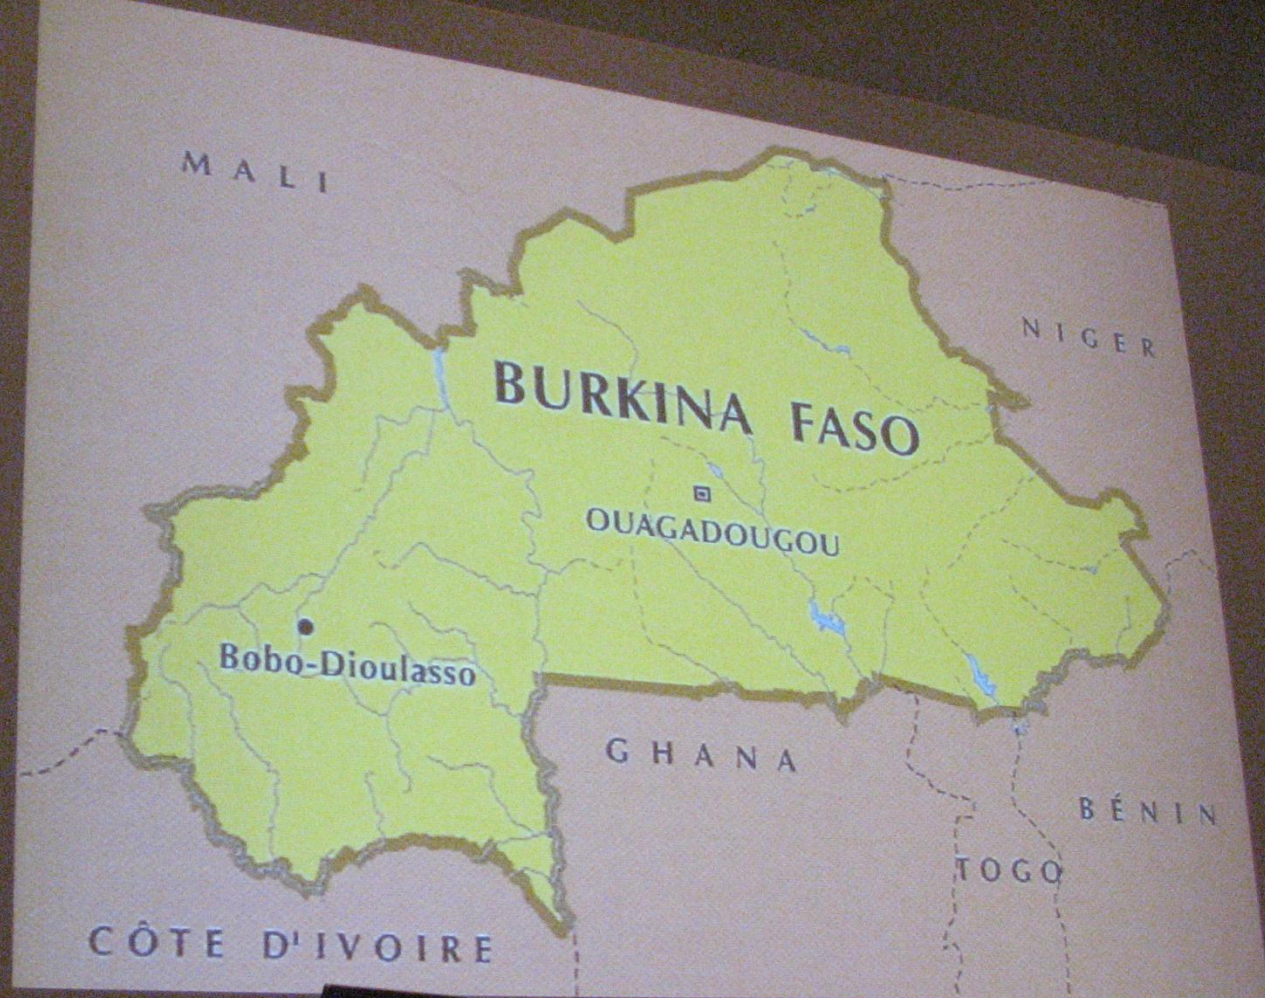 MALI
NIGER
BURKINA FASO
OUAGADOUGOU
Bobo-Dioulasso
GHANA
BÉNIN
TOGO
CÔTE D'IVOIRE